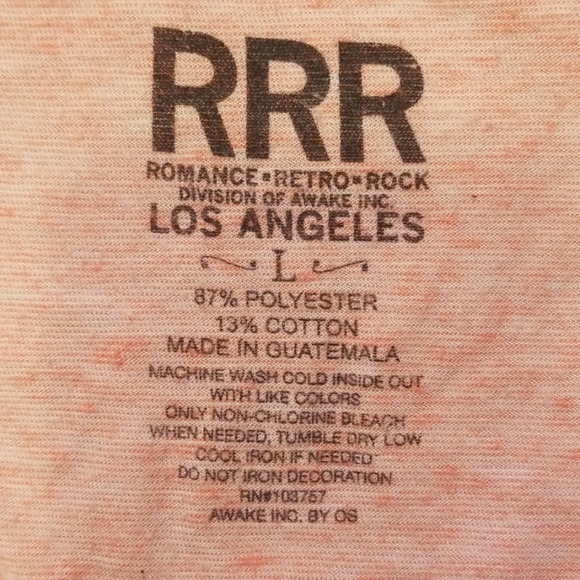 RRR
ROMANCE▪RETRO▪ROCK
DIVISION OF AWAKE INC.
LOS ANGELES
L
87% POLYESTER
13% COTTON
MADE IN GUATEMALA
MACHINE WASH COLD INSIDE OUT
WITH LIKE COLORS
ONLY NON-CHLORINE BLEACH
WHEN NEEDED, TUMBLE DRY LOW
COOL IRON IF NEEDED
DO NOT IRON DECORATION
RN#103757
AWAKE INC. BY OS